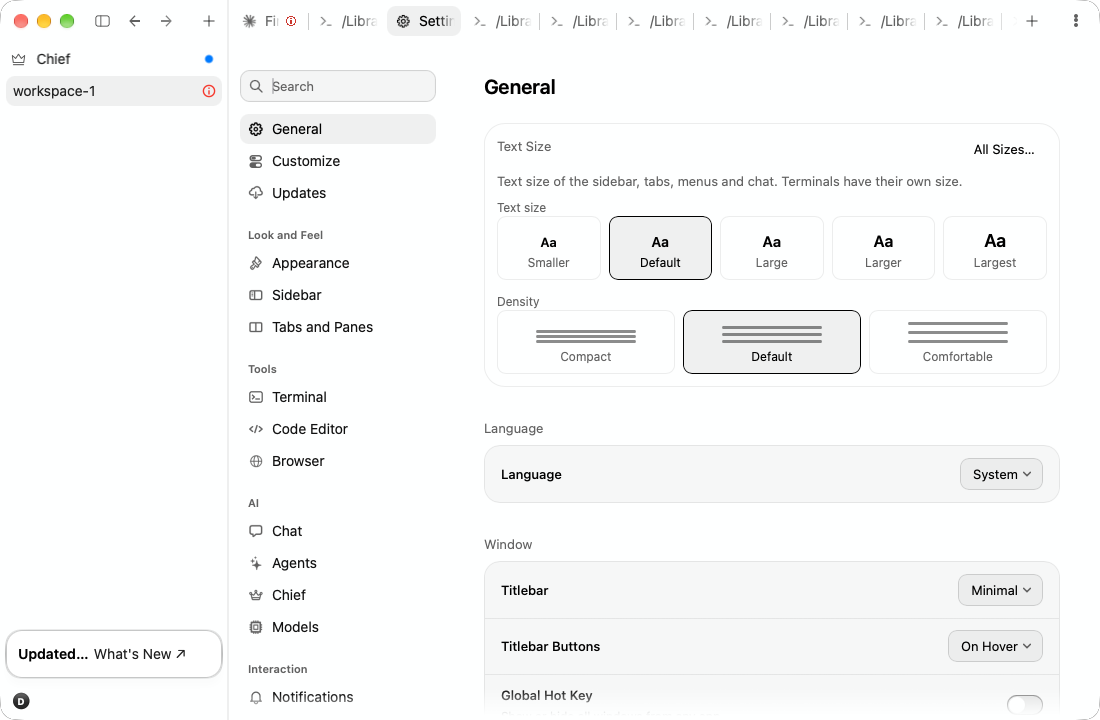 Chief
workspace-1
Updated... What's New
D
Fi
/Libra
Settin
/Libra
/Libra
/Libra
/Libra
/Libra
/Libra
/Libra
Search
General
Customize
Updates
Look and Feel
Appearance
Sidebar
Tabs and Panes
Tools
Terminal
Code Editor
Browser
AI
Chat
Agents
Chief
Models
Interaction
Notifications
General
Text Size
All Sizes...
Text size of the sidebar, tabs, menus and chat. Terminals have their own size.
Text size
Aa Aa Aa Aa Aa
Smaller Default Large Larger Largest
Density
Compact Default Comfortable
Language
Language System
Window
Titlebar Minimal
Titlebar Buttons On Hover
Global Hot Key